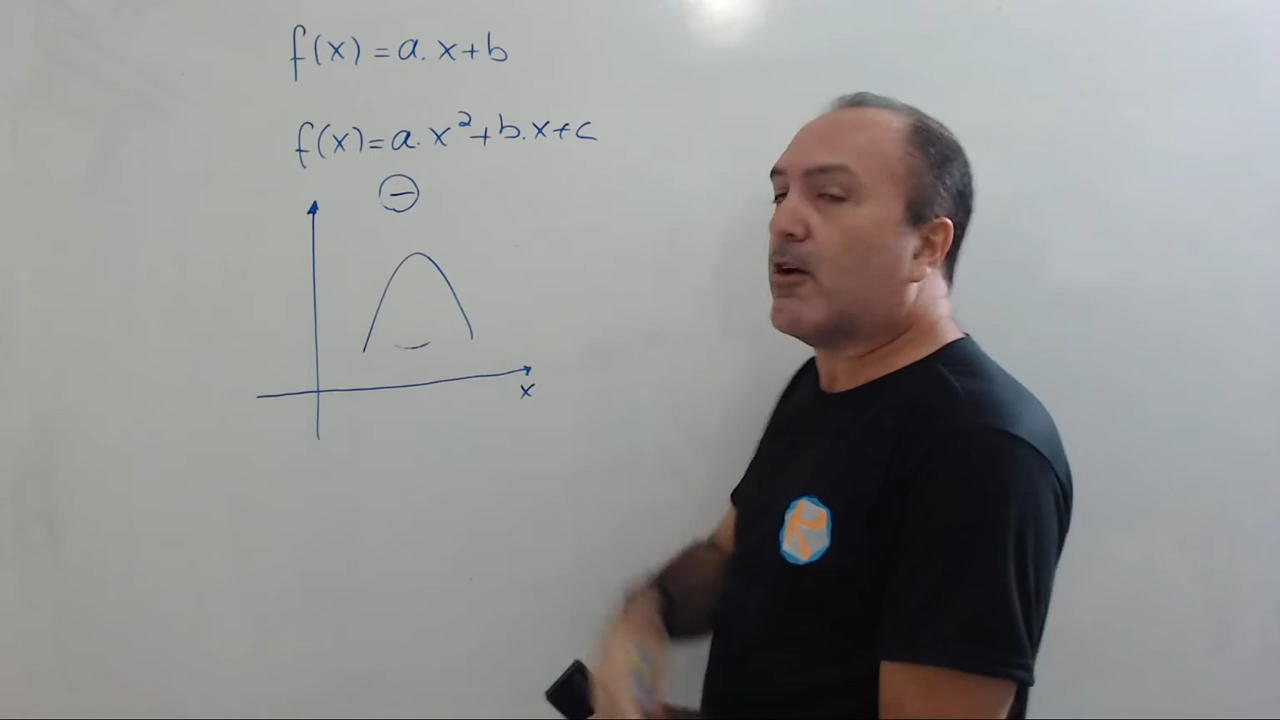 f(x)=a.x+b
f(x)=a.x²+b.x+c
−
x
R